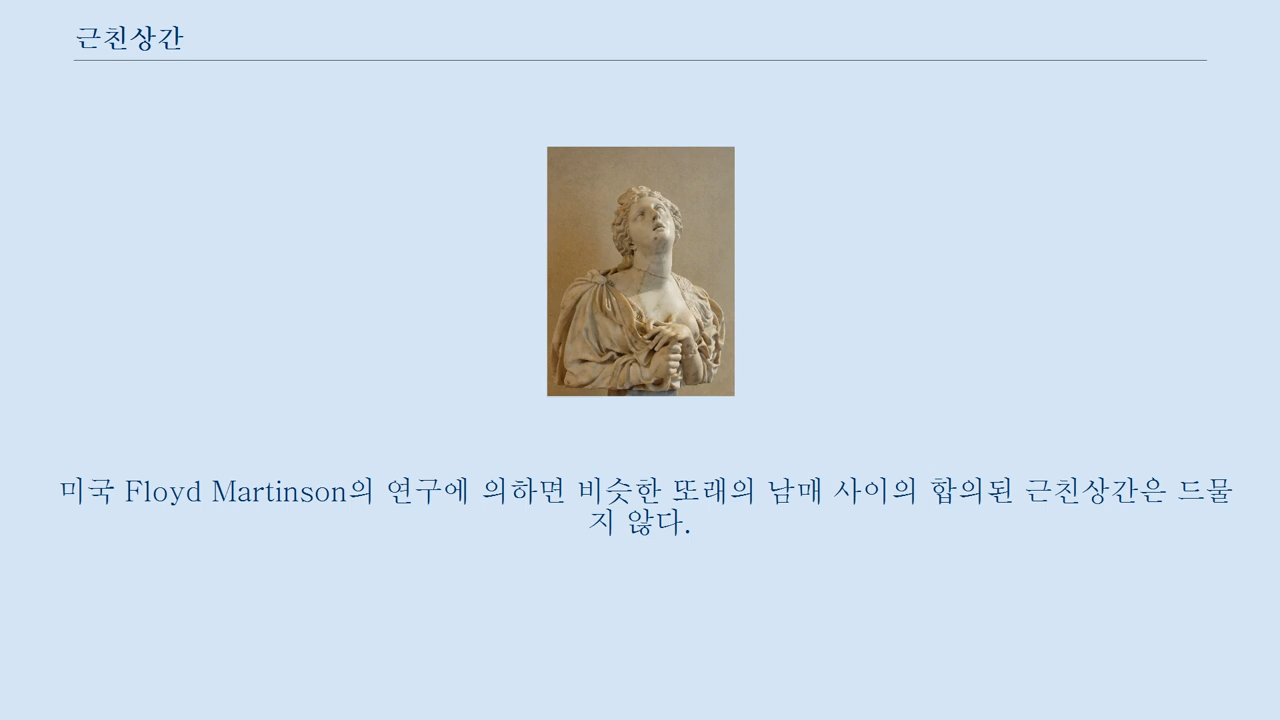 근친상간
미국 Floyd Martinson의 연구에 의하면 비슷한 또래의 남매 사이의 합의된 근친상간은 드물
지 않다.